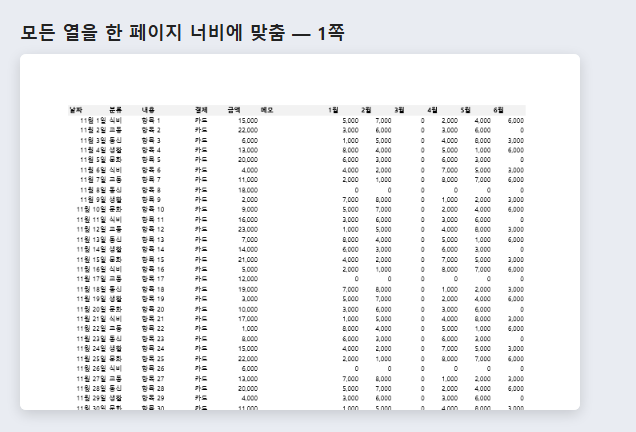 모든 열을 한 페이지 너비에 맞춤 — 1쪽
날짜 분류 내용 결제 금액 메모 1월 2월 3월 4월 5월 6월
11월 1일 식비 항목 1 카드 15,000 5,000 7,000 0 2,000 4,000 6,000
11월 2일 교통 항목 2 카드 22,000 3,000 6,000 0 3,000 6,000 0
11월 3일 통신 항목 3 카드 6,000 1,000 5,000 0 4,000 8,000 3,000
11월 4일 생활 항목 4 카드 13,000 8,000 4,000 0 5,000 1,000 6,000
11월 5일 문화 항목 5 카드 20,000 6,000 3,000 0 6,000 3,000 0
11월 6일 식비 항목 6 카드 4,000 4,000 2,000 0 7,000 5,000 3,000
11월 7일 교통 항목 7 카드 11,000 2,000 1,000 0 8,000 7,000 6,000
11월 8일 통신 항목 8 카드 18,000 0 0 0 0 0 0
11월 9일 생활 항목 9 카드 2,000 7,000 8,000 0 1,000 2,000 3,000
11월 10일 문화 항목 10 카드 9,000 5,000 7,000 0 2,000 4,000 6,000
11월 11일 식비 항목 11 카드 16,000 3,000 6,000 0 3,000 6,000 0
11월 12일 교통 항목 12 카드 23,000 1,000 5,000 0 4,000 8,000 3,000
11월 13일 통신 항목 13 카드 7,000 8,000 4,000 0 5,000 1,000 6,000
11월 14일 생활 항목 14 카드 14,000 6,000 3,000 0 6,000 3,000 0
11월 15일 문화 항목 15 카드 21,000 4,000 2,000 0 7,000 5,000 3,000
11월 16일 식비 항목 16 카드 5,000 2,000 1,000 0 8,000 7,000 6,000
11월 17일 교통 항목 17 카드 12,000 0 0 0 0 0 0
11월 18일 통신 항목 18 카드 19,000 7,000 8,000 0 1,000 2,000 3,000
11월 19일 생활 항목 19 카드 3,000 5,000 7,000 0 2,000 4,000 6,000
11월 20일 문화 항목 20 카드 10,000 3,000 6,000 0 3,000 6,000 0
11월 21일 식비 항목 21 카드 17,000 1,000 5,000 0 4,000 8,000 3,000
11월 22일 교통 항목 22 카드 1,000 8,000 4,000 0 5,000 1,000 6,000
11월 23일 통신 항목 23 카드 8,000 6,000 3,000 0 6,000 3,000 0
11월 24일 생활 항목 24 카드 15,000 4,000 2,000 0 7,000 5,000 3,000
11월 25일 문화 항목 25 카드 22,000 2,000 1,000 0 8,000 7,000 6,000
11월 26일 식비 항목 26 카드 6,000 0 0 0 0 0 0
11월 27일 교통 항목 27 카드 13,000 7,000 8,000 0 1,000 2,000 3,000
11월 28일 통신 항목 28 카드 20,000 5,000 7,000 0 2,000 4,000 6,000
11월 29일 생활 항목 29 카드 4,000 3,000 6,000 0 3,000 6,000 0
11월 30일 문화 항목 30 카드 11,000 1,000 5,000 0 4,000 8,000 3,000